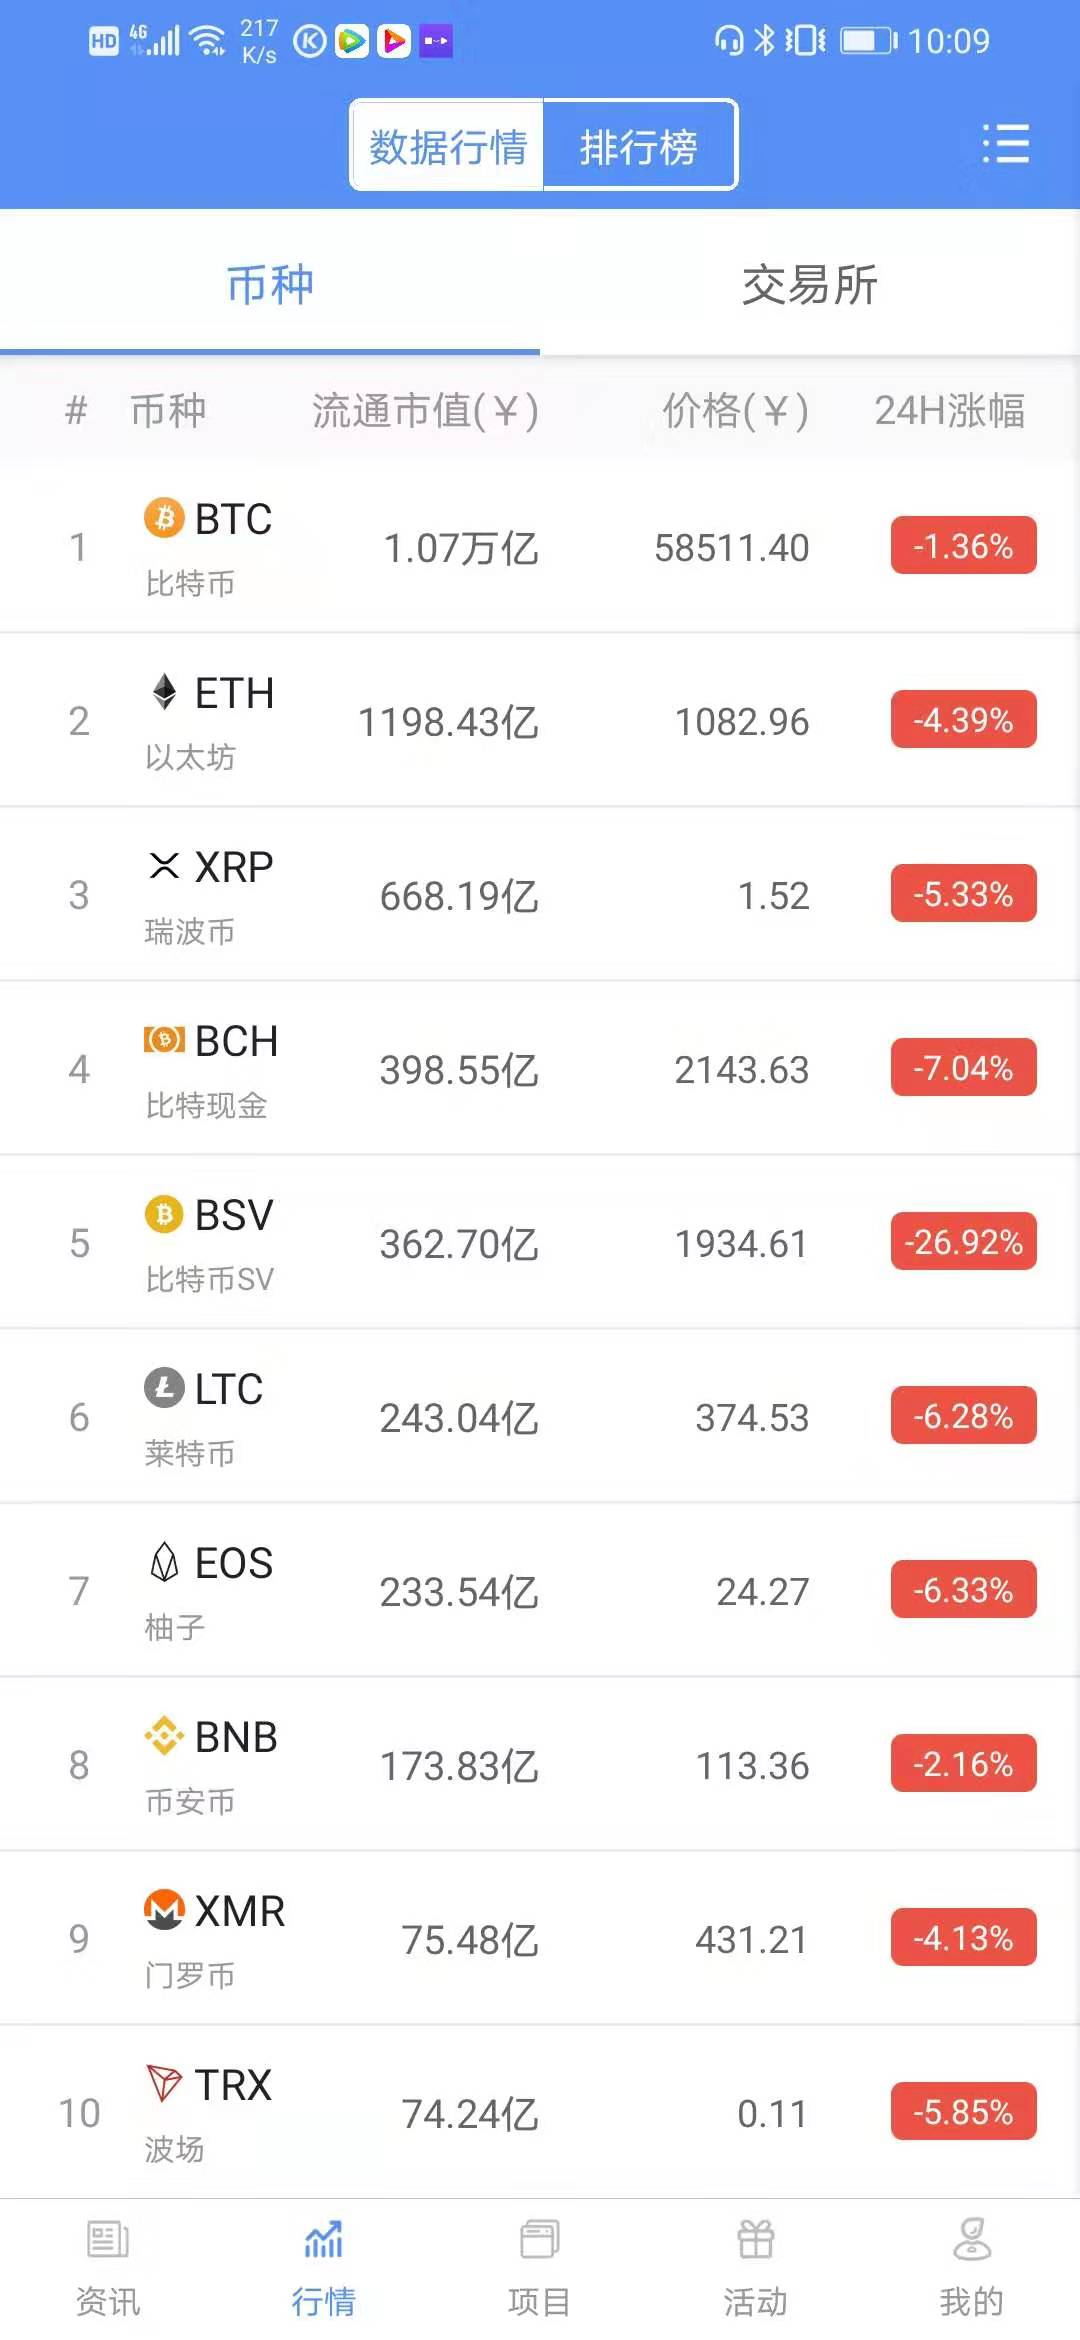 HD 4G 217 K/s 10:09
数据行情 排行榜
币种 交易所
# 币种 流通市值(¥) 价格(¥) 24H涨幅
1 BTC 1.07万亿 58511.40 -1.36%
比特币
2 ETH 1198.43亿 1082.96 -4.39%
以太坊
3 XRP 668.19亿 1.52 -5.33%
瑞波币
4 BCH 398.55亿 2143.63 -7.04%
比特现金
5 BSV 362.70亿 1934.61 -26.92%
比特币SV
6 LTC 243.04亿 374.53 -6.28%
莱特币
7 EOS 233.54亿 24.27 -6.33%
柚子
8 BNB 173.83亿 113.36 -2.16%
币安币
9 XMR 75.48亿 431.21 -4.13%
门罗币
10 TRX 74.24亿 0.11 -5.85%
波场
资讯 行情 项目 活动 我的